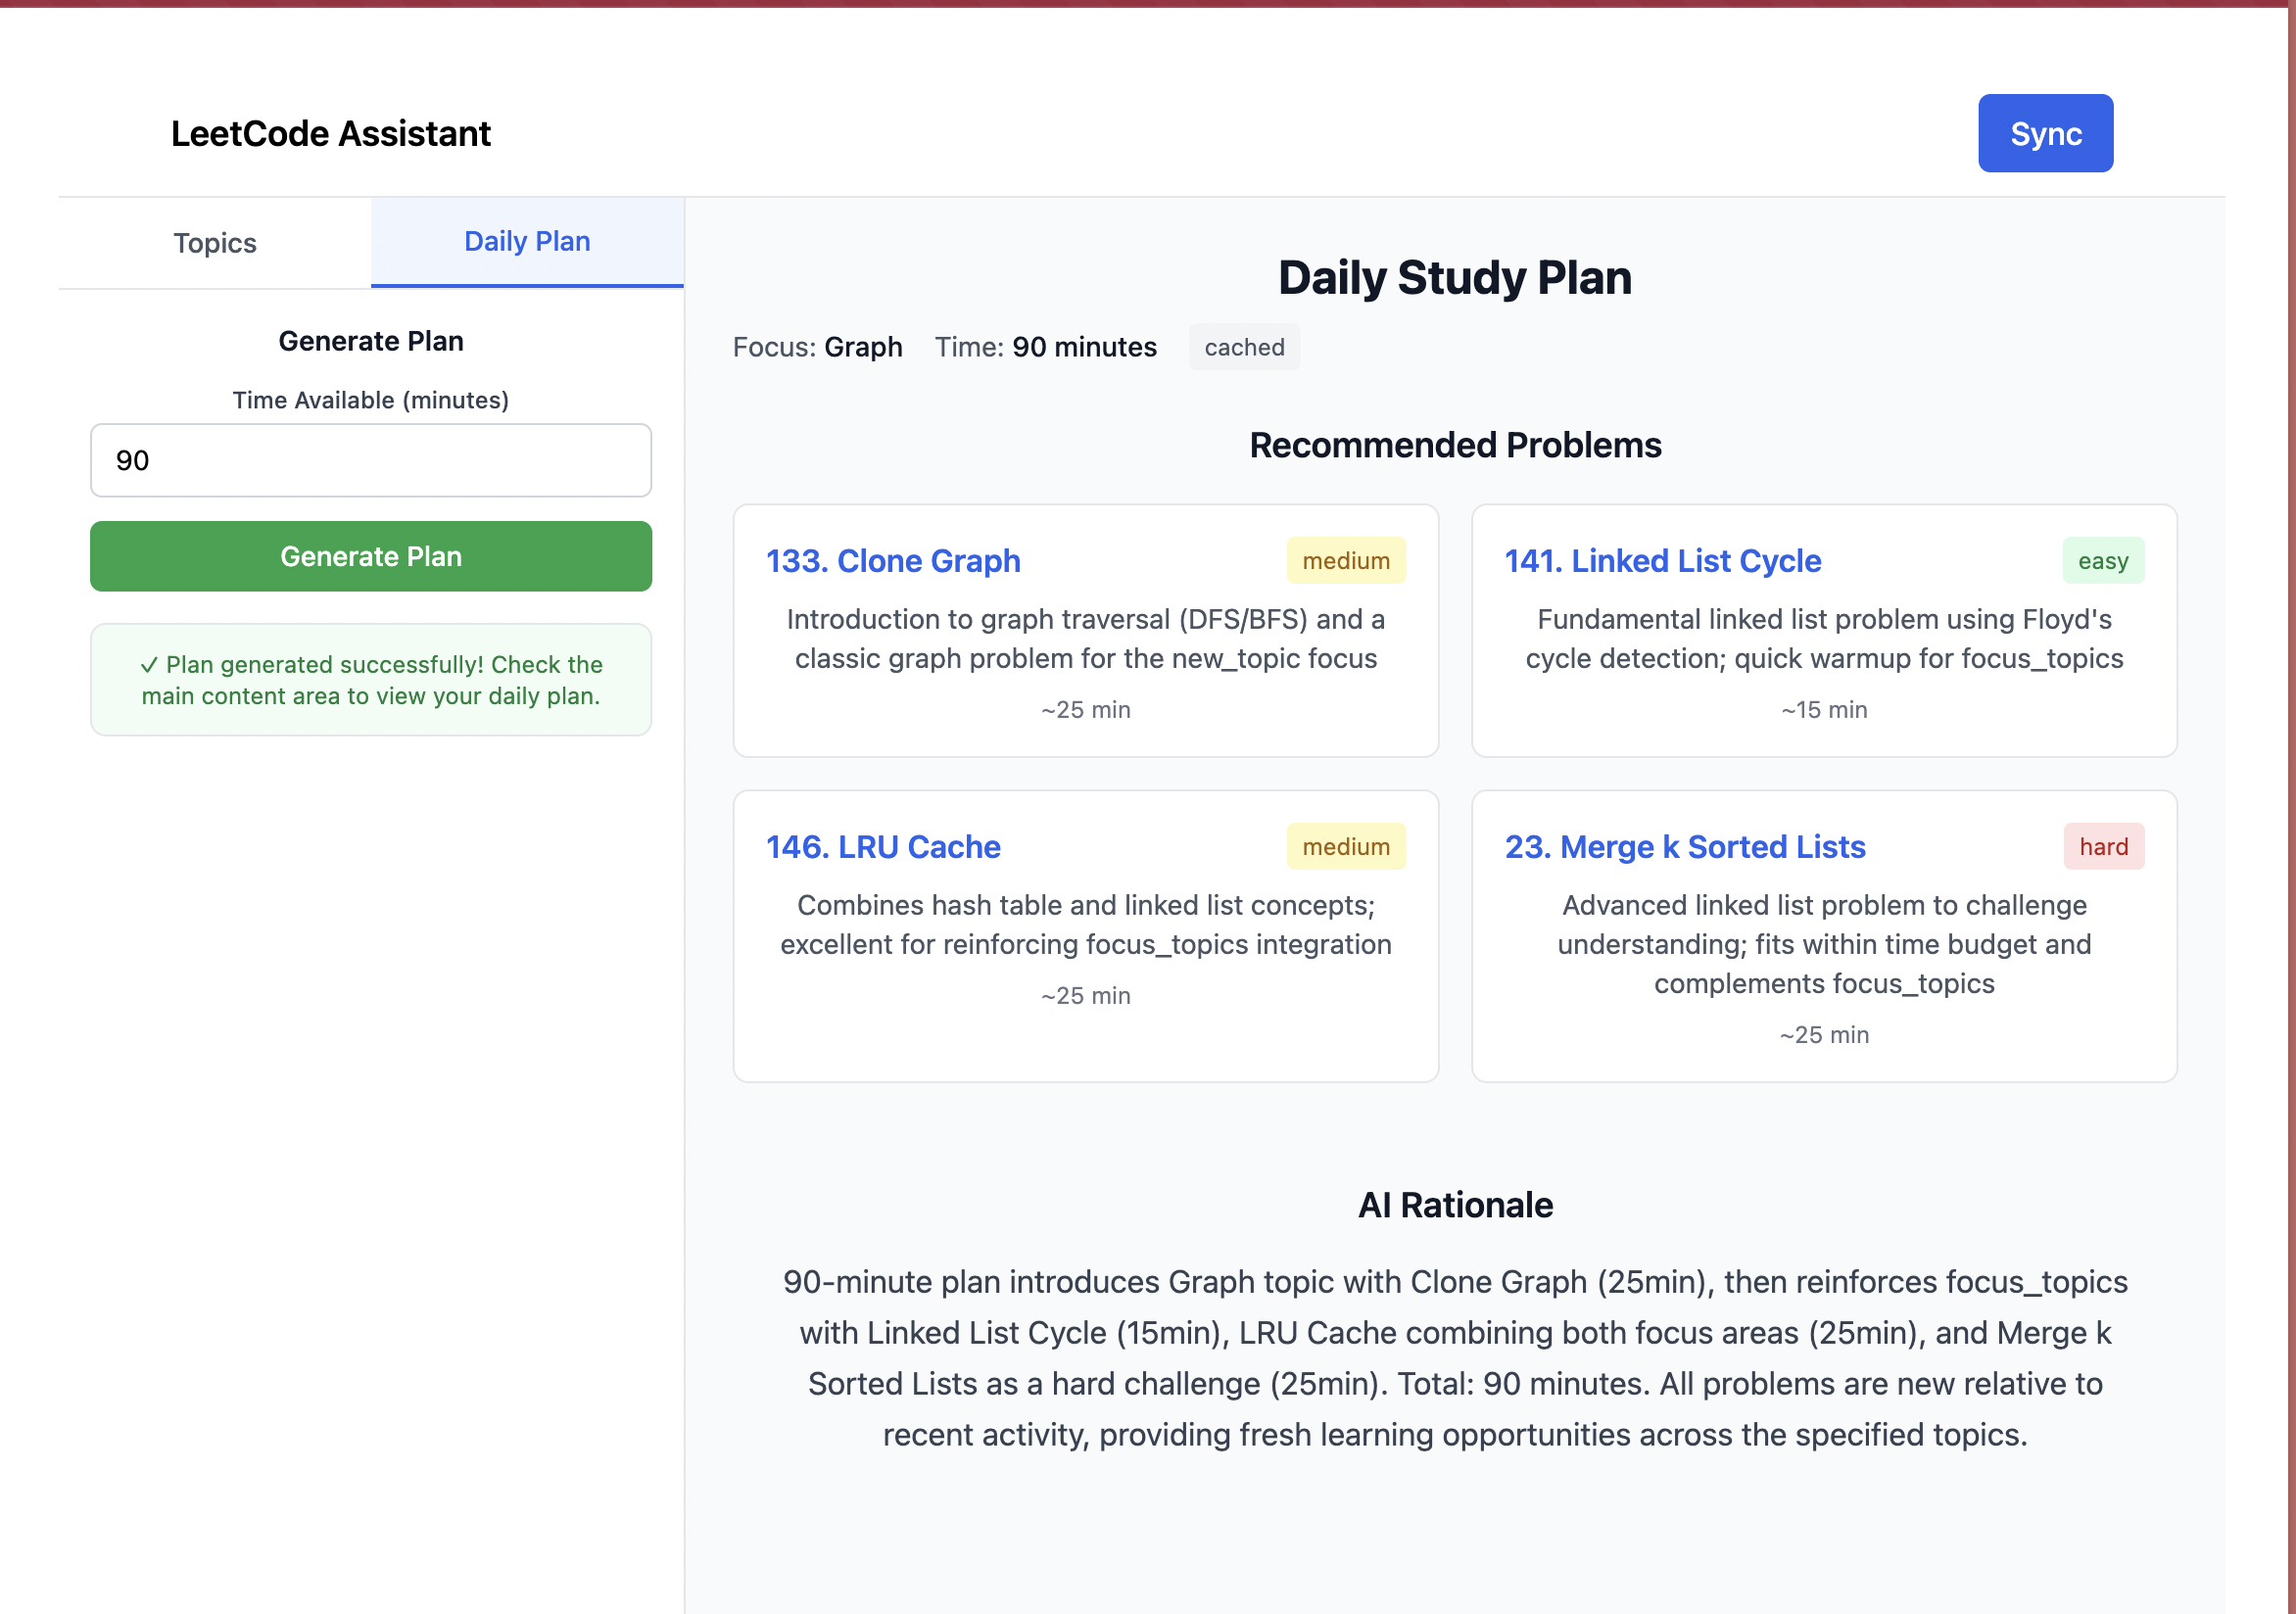 LeetCode Assistant
Sync
Topics
Daily Plan
Generate Plan
Time Available (minutes)
90
Generate Plan
✓ Plan generated successfully! Check the
main content area to view your daily plan.
Daily Study Plan
Focus: Graph Time: 90 minutes cached
Recommended Problems
133. Clone Graph
medium
Introduction to graph traversal (DFS/BFS) and a
classic graph problem for the new_topic focus
~25 min
141. Linked List Cycle
easy
Fundamental linked list problem using Floyd's
cycle detection; quick warmup for focus_topics
~15 min
146. LRU Cache
medium
Combines hash table and linked list concepts;
excellent for reinforcing focus_topics integration
~25 min
23. Merge k Sorted Lists
hard
Advanced linked list problem to challenge
understanding; fits within time budget and
complements focus_topics
~25 min
AI Rationale
90-minute plan introduces Graph topic with Clone Graph (25min), then reinforces focus_topics
with Linked List Cycle (15min), LRU Cache combining both focus areas (25min), and Merge k
Sorted Lists as a hard challenge (25min). Total: 90 minutes. All problems are new relative to
recent activity, providing fresh learning opportunities across the specified topics.